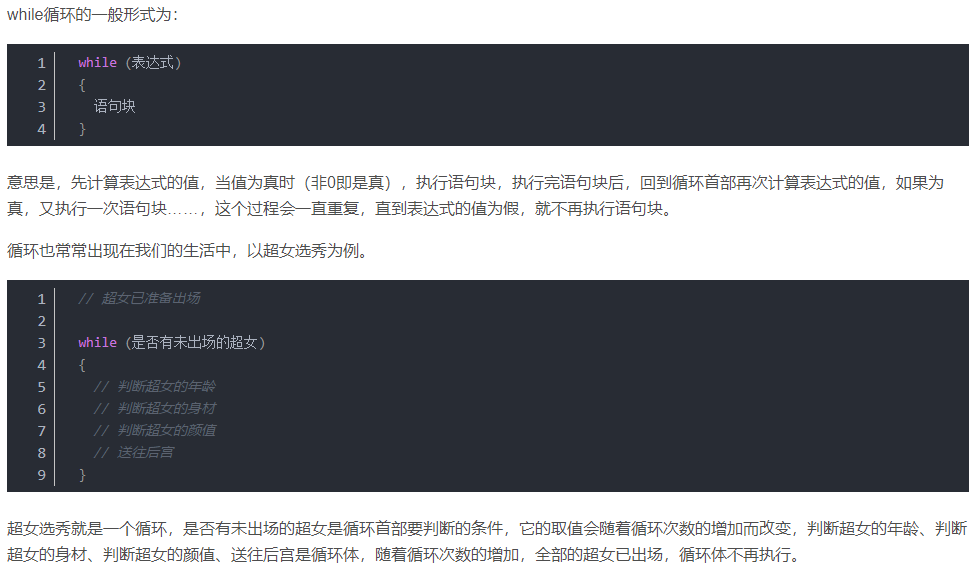 while循环的一般形式为：
1 while (表达式)
2 {
3 语句块
4 }
意思是，先计算表达式的值，当值为真时（非0即是真），执行语句块，执行完语句块后，回到循环首部再次计算表达式的值，如果为
真，又执行一次语句块……，这个过程会一直重复，直到表达式的值为假，就不再执行语句块。
循环也常常出现在我们的生活中，以超女选秀为例。
1 // 超女已准备出场
2
3 while (是否有未出场的超女)
4 {
5 // 判断超女的年龄
6 // 判断超女的身材
7 // 判断超女的颜值
8 // 送往后宫
9 }
超女选秀就是一个循环，是否有未出场的超女是循环首部要判断的条件，它的取值会随着循环次数的增加而改变，判断超女的年龄、判断
超女的身材、判断超女的颜值、送往后宫是循环体，随着循环次数的增加，全部的超女已出场，循环体不再执行。